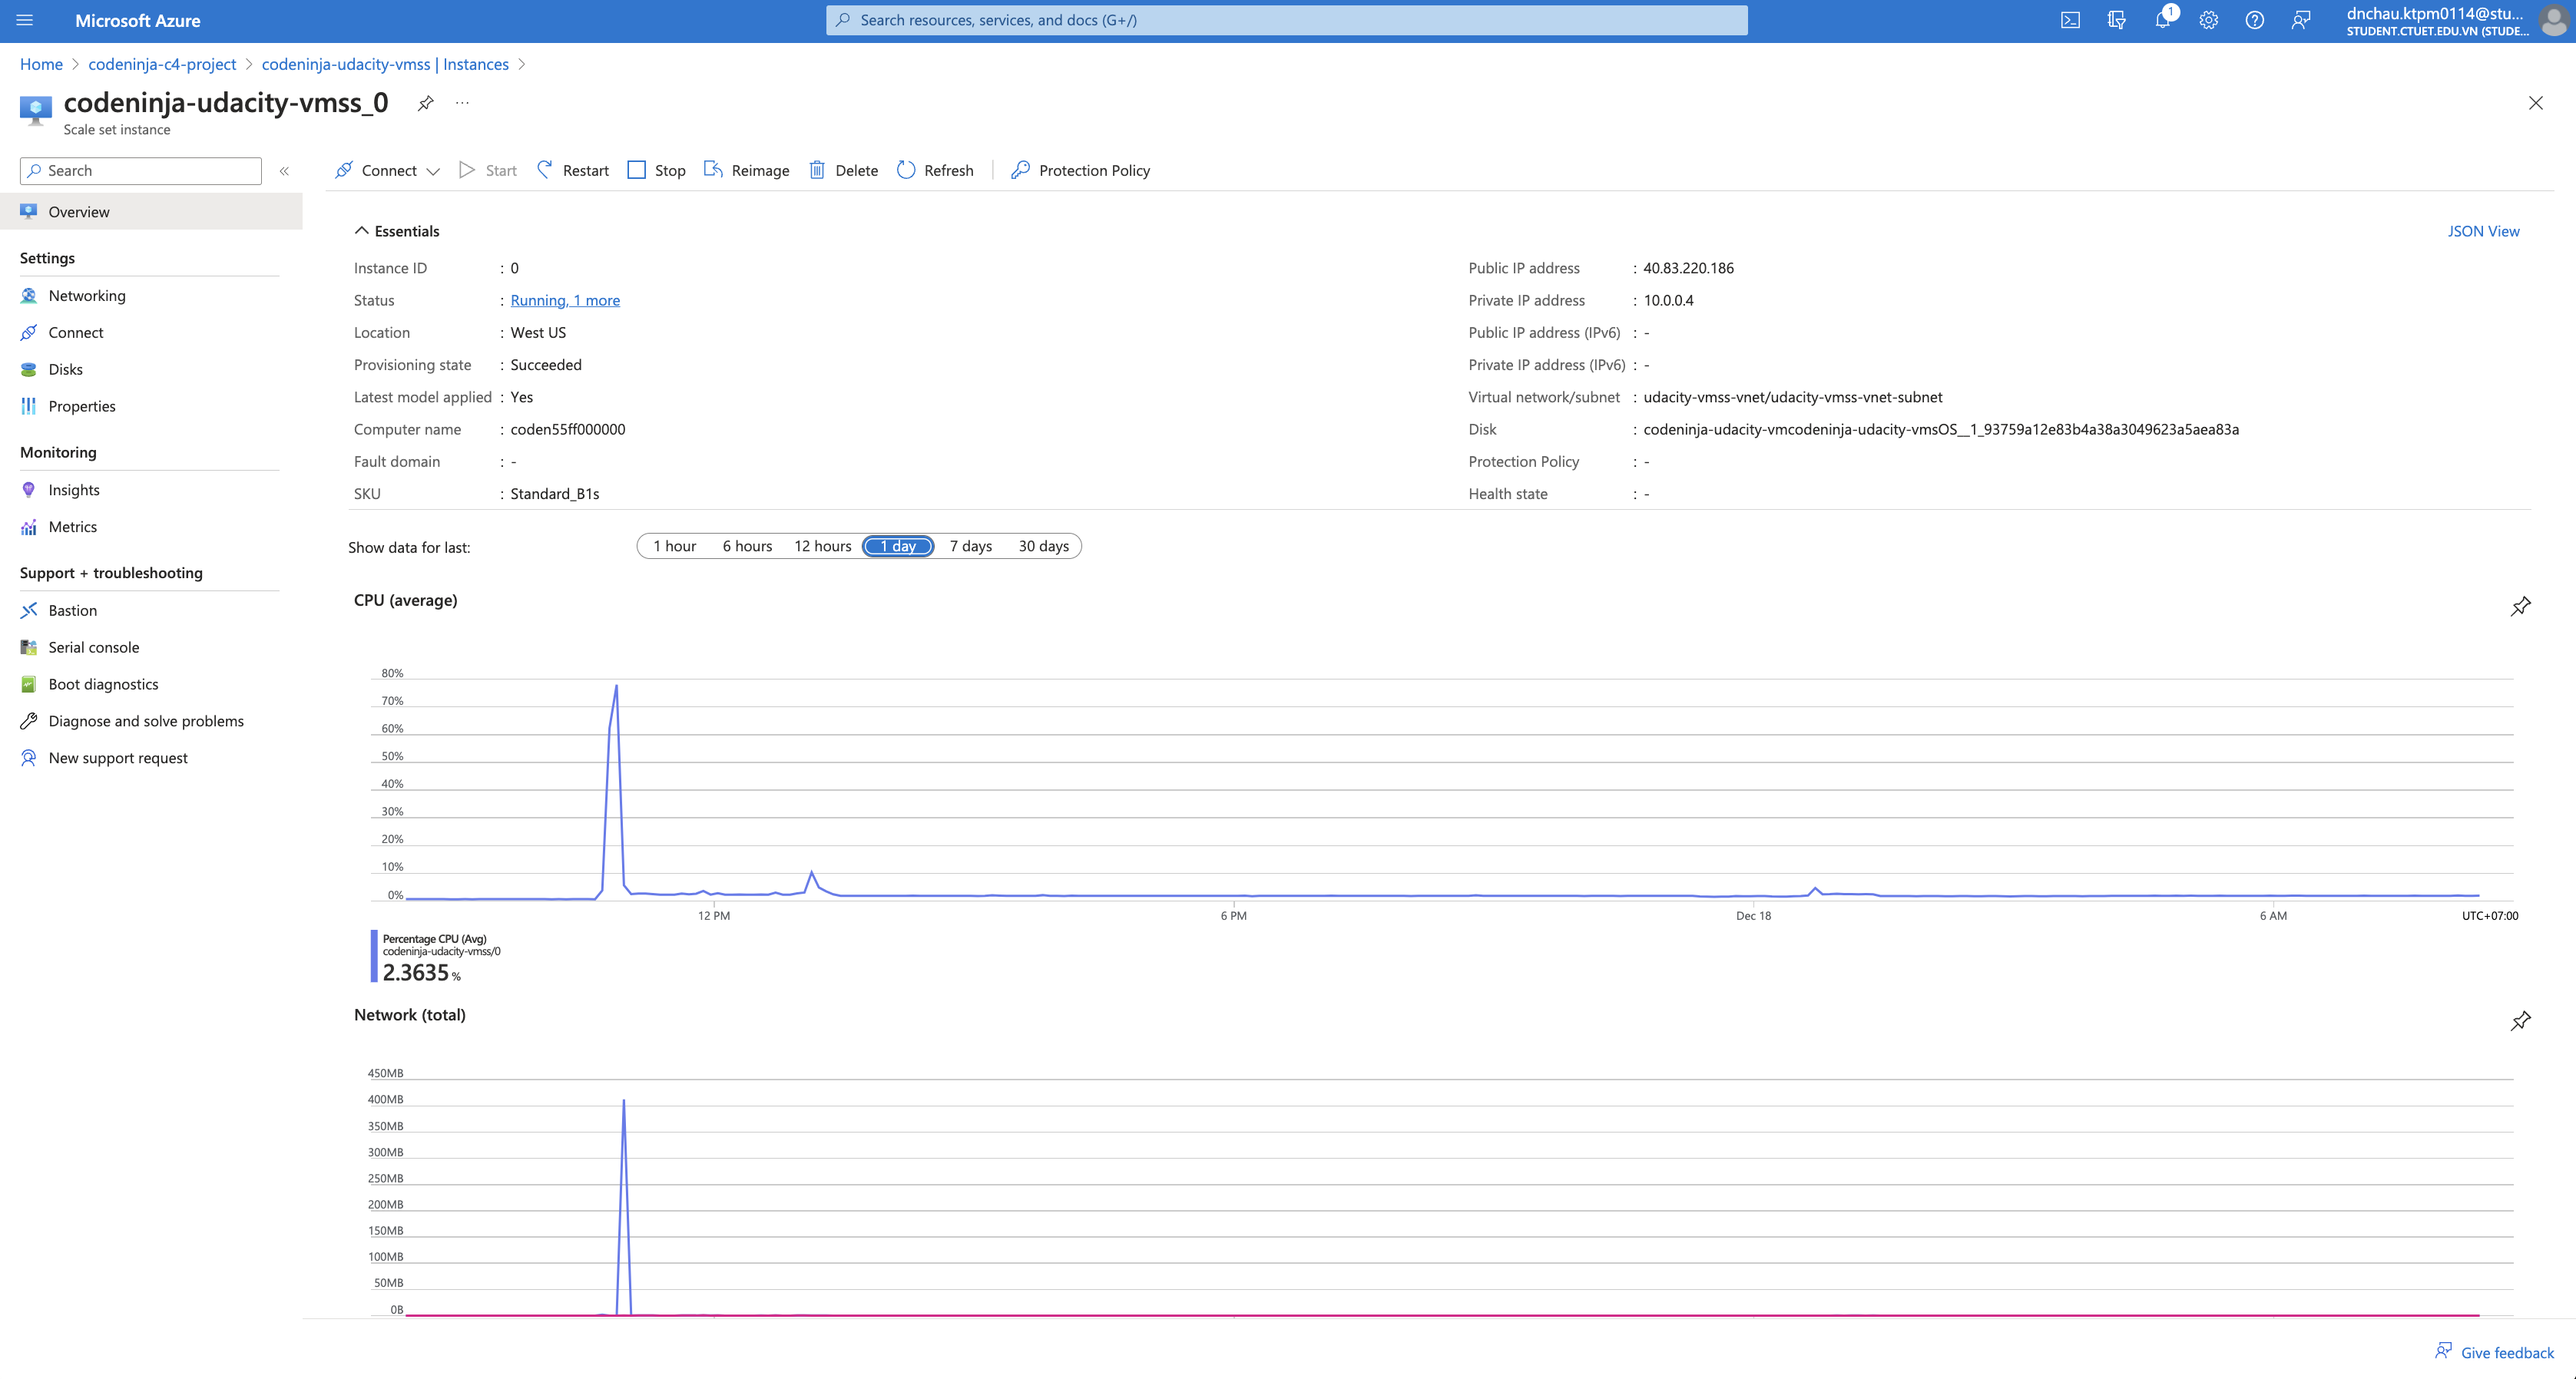 Microsoft Azure
Search resources, services, and docs (G+/)
1
dnchau.ktpm0114@stu...
STUDENT.CTUET.EDU.VN (STUDE...
Home > codeninja-c4-project > codeninja-udacity-vmss | Instances >
codeninja-udacity-vmss_0
Scale set instance
Search
Connect
Start
Restart
Stop
Reimage
Delete
Refresh
Protection Policy
Overview
Settings
Networking
Connect
Disks
Properties
Monitoring
Insights
Metrics
Support + troubleshooting
Bastion
Serial console
Boot diagnostics
Diagnose and solve problems
New support request
Essentials
JSON View
Instance ID : 0
Status : Running, 1 more
Location : West US
Provisioning state : Succeeded
Latest model applied : Yes
Computer name : coden55ff000000
Fault domain : -
SKU : Standard_B1s
Public IP address : 40.83.220.186
Private IP address : 10.0.0.4
Public IP address (IPv6) : -
Private IP address (IPv6) : -
Virtual network/subnet : udacity-vmss-vnet/udacity-vmss-vnet-subnet
Disk : codeninja-udacity-vmcodeninja-udacity-vmsOS__1_93759a12e83b4a38a3049623a5aea83a
Protection Policy : -
Health state : -
Show data for last:
1 hour
6 hours
12 hours
1 day
7 days
30 days
CPU (average)
80%
70%
60%
50%
40%
30%
20%
10%
0%
12 PM
6 PM
Dec 18
6 AM
UTC+07:00
Percentage CPU (Avg)
codeninja-udacity-vmss/0
2.3635 %
Network (total)
450MB
400MB
350MB
300MB
250MB
200MB
150MB
100MB
50MB
0B
Give feedback